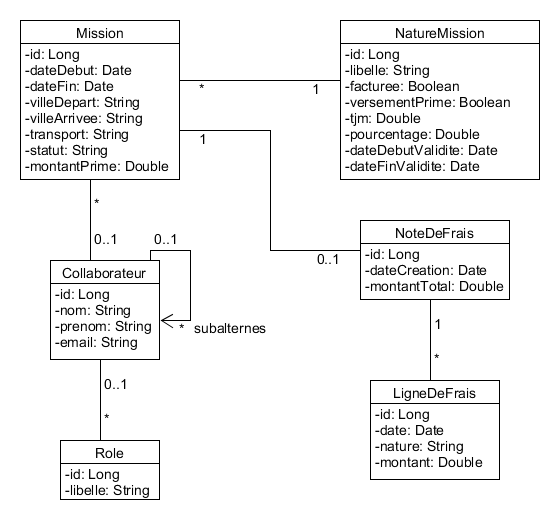 Mission
-id: Long
-dateDebut: Date
-dateFin: Date
-villeDepart: String
-villeArrivee: String
-transport: String
-statut: String
-montantPrime: Double
NatureMission
-id: Long
-libelle: String
-facturee: Boolean
-versementPrime: Boolean
-tjm: Double
-pourcentage: Double
-dateDebutValidite: Date
-dateFinValidite: Date
*
1
1
0..1
*
0..1
0..1
* subalternes
Collaborateur
-id: Long
-nom: String
-prenom: String
-email: String
NoteDeFrais
-id: Long
-dateCreation: Date
-montantTotal: Double
1
*
0..1
*
LigneDeFrais
-id: Long
-date: Date
-nature: String
-montant: Double
Role
-id: Long
-libelle: String